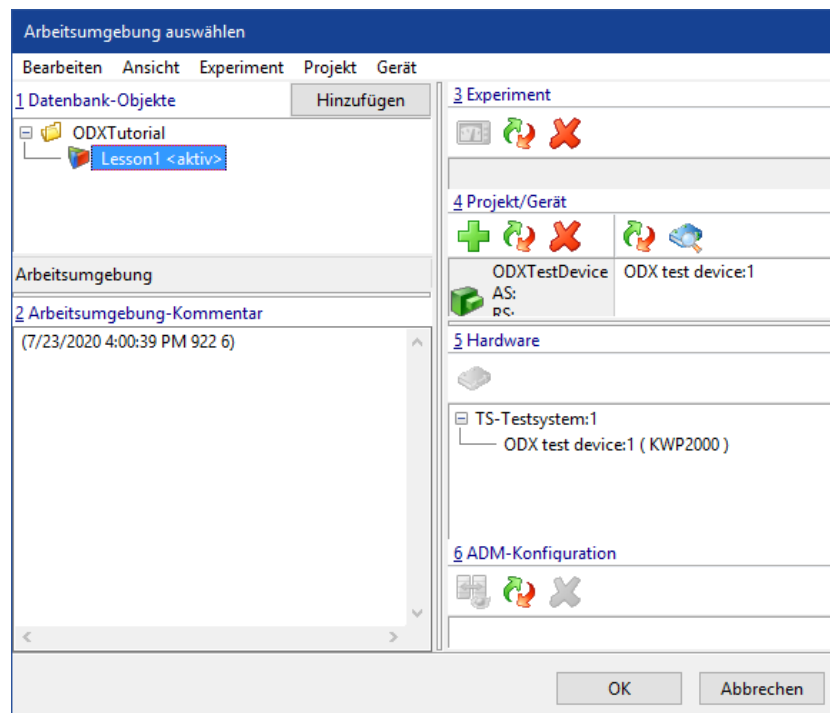 Arbeitsumgebung auswählen
Bearbeiten Ansicht Experiment Projekt Gerät
1 Datenbank-Objekte
Hinzufügen
ODXTutorial
Lesson1 <aktiv>
Arbeitsumgebung
2 Arbeitsumgebung-Kommentar
(7/23/2020 4:00:39 PM 922 6)
3 Experiment
4 Projekt/Gerät
ODXTestDevice
AS:
RS:
ODX test device:1
5 Hardware
TS-Testsystem:1
ODX test device:1 ( KWP2000 )
6 ADM-Konfiguration
OK
Abbrechen